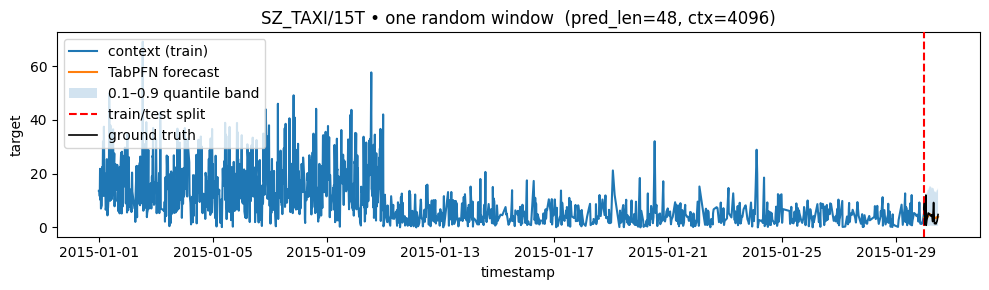 SZ_TAXI/15T • one random window  (pred_len=48, ctx=4096)
context (train)
TabPFN forecast
0.1–0.9 quantile band
train/test split
ground truth
target
60
40
20
0
2015-01-01 2015-01-05 2015-01-09 2015-01-13 2015-01-17 2015-01-21 2015-01-25 2015-01-29
timestamp